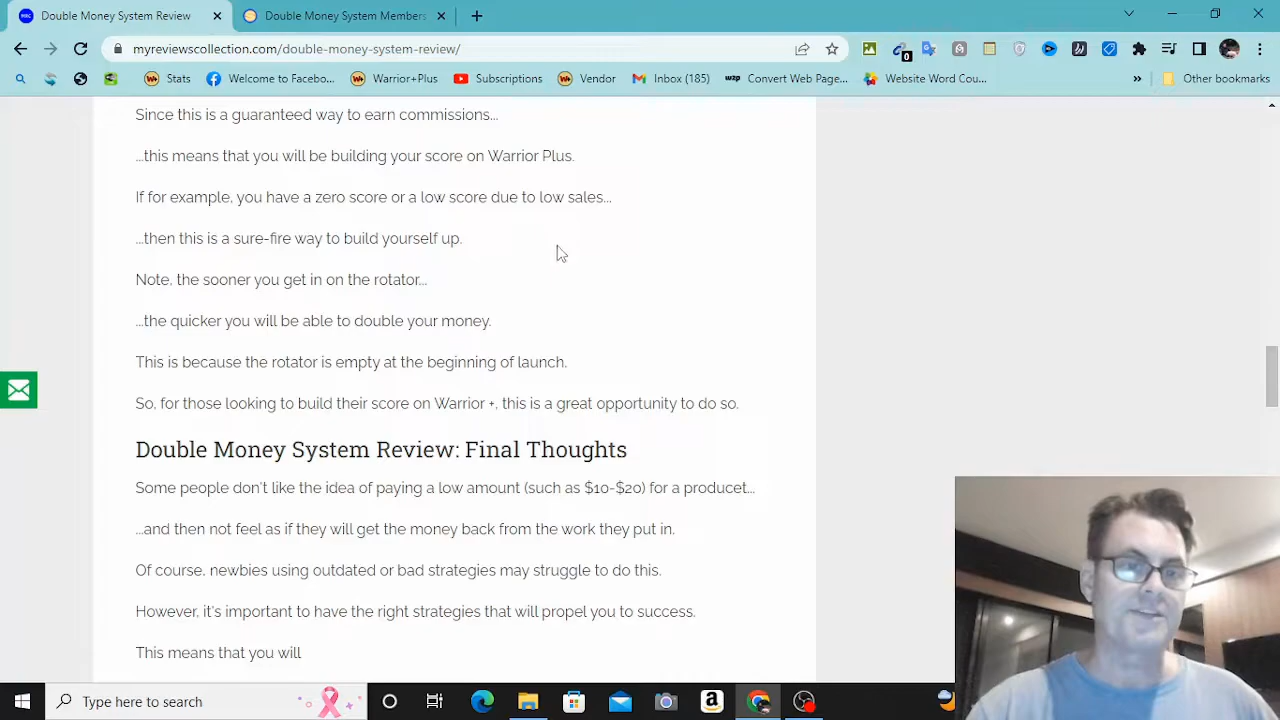 MRC Double Money System Review
Double Money System Members
myreviewscollection.com/double-money-system-review/
0
Stats
Welcome to Facebo...
Warrior+Plus
Subscriptions
Vendor
Inbox (185)
wzp Convert Web Page...
Website Word Cou...
Other bookmarks
Since this is a guaranteed way to earn commissions...
...this means that you will be building your score on Warrior Plus.
If for example, you have a zero score or a low score due to low sales...
...then this is a sure-fire way to build yourself up.
Note, the sooner you get in on the rotator...
...the quicker you will be able to double your money.
This is because the rotator is empty at the beginning of launch.
So, for those looking to build their score on Warrior +, this is a great opportunity to do so.
Double Money System Review: Final Thoughts
Some people don't like the idea of paying a low amount (such as $10-$20) for a producet...
...and then not feel as if they will get the money back from the work they put in.
Of course, newbies using outdated or bad strategies may struggle to do this.
However, it's important to have the right strategies that will propel you to success.
This means that you will
Type here to search